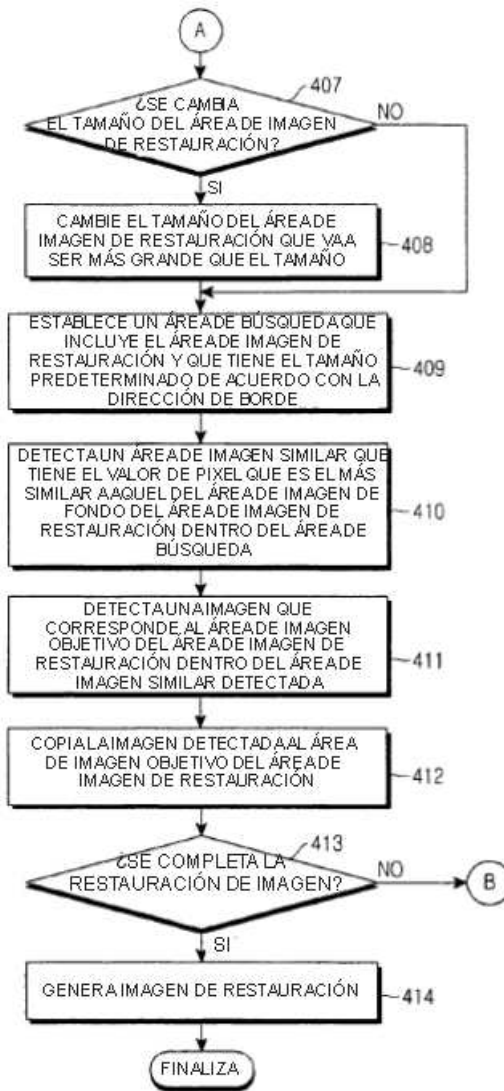 A
407
¿SE CAMBIA
EL TAMAÑO DEL ÁREA DE IMAGEN
DE RESTAURACIÓN?
NO
SI
CAMBIE EL TAMAÑO DEL ÁREA DE
IMAGEN DE RESTAURACIÓN QUE VA A
SER MÁS GRANDE QUE EL TAMAÑO
408
ESTABLECE UN ÁREA DE BÚSQUEDA QUE
INCLUYE EL ÁREA DE IMAGEN DE
RESTAURACIÓN Y QUE TIENE EL TAMAÑO
PREDETERMINADO DE ACUERDO CON LA
DIRECCIÓN DE BORDE
409
DETECTA UN ÁREA DE IMAGEN SIMILAR QUE
TIENE EL VALOR DE PIXEL QUE ES EL MÁS
SIMILAR A AQUEL DEL ÁREA DE IMAGEN DE
FONDO DEL ÁREA DE IMAGEN DE
RESTAURACIÓN DENTRO DEL ÁREA DE
BÚSQUEDA
410
DETECTA UNA IMAGEN QUE
CORRESPONDE AL ÁREA DE IMAGEN
OBJETIVO DEL ÁREA DE IMAGEN DE
RESTAURACIÓN DENTRO DEL ÁREA DE
IMAGEN SIMILAR DETECTADA
411
COPIA LA IMAGEN DETECTADA AL ÁREA
DE IMAGEN OBJETIVO DEL ÁREA DE
IMAGEN DE RESTAURACIÓN
412
413
¿SE COMPLETA LA
RESTAURACIÓN DE IMAGEN?
NO
B
SI
GENERA IMAGEN DE RESTAURACIÓN
414
FINALIZA